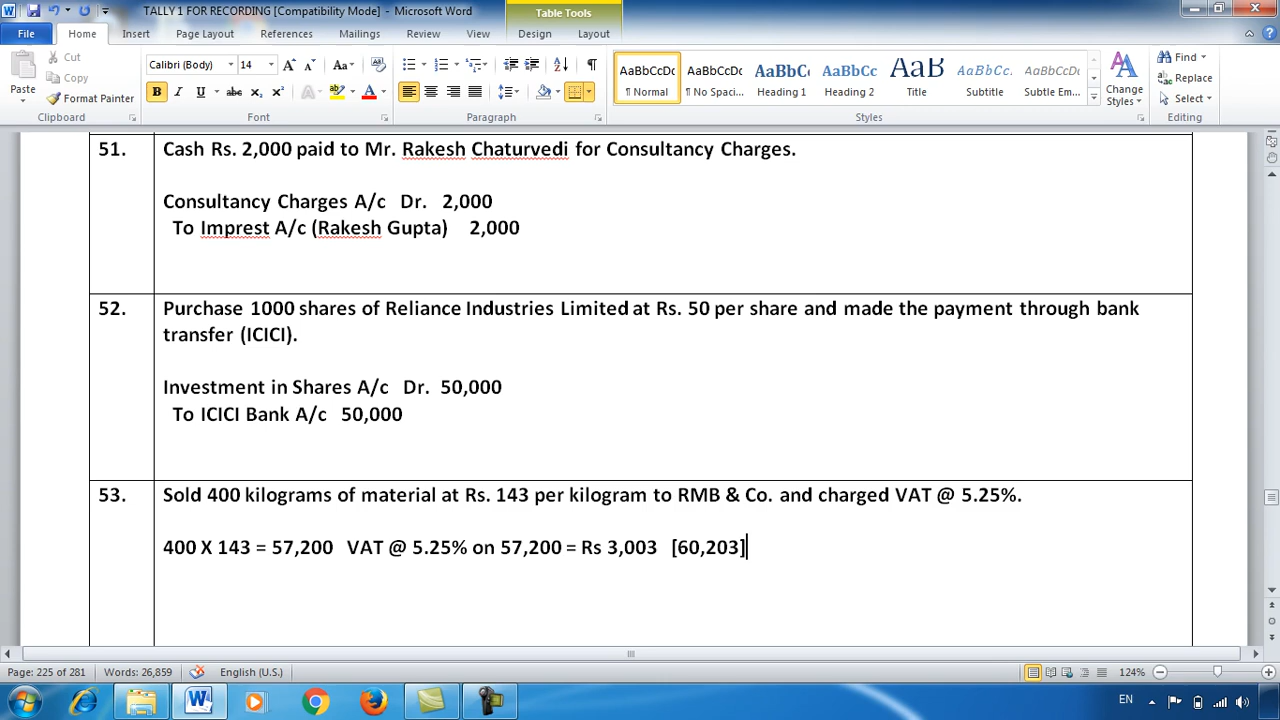 TALLY 1 FOR RECORDING [Compatibility Mode] - Microsoft Word
Table Tools
File Home Insert Page Layout References Mailings Review View Design Layout
Paste
Cut
Copy
Format Painter
Clipboard
Calibri (Body) 14
Font
Paragraph
AaBbCcDc AaBbCcDc AaBbCc AaBbCc AaB AaBbCc. AaBbCcDc
¶ Normal ¶ No Spaci... Heading 1 Heading 2 Title Subtitle Subtle Em...
Styles
Change Styles
Find
Replace
Select
Editing
51. Cash Rs. 2,000 paid to Mr. Rakesh Chaturvedi for Consultancy Charges.
Consultancy Charges A/c Dr. 2,000
To Imprest A/c (Rakesh Gupta) 2,000
52. Purchase 1000 shares of Reliance Industries Limited at Rs. 50 per share and made the payment through bank
transfer (ICICI).
Investment in Shares A/c Dr. 50,000
To ICICI Bank A/c 50,000
53. Sold 400 kilograms of material at Rs. 143 per kilogram to RMB & Co. and charged VAT @ 5.25%.
400 X 143 = 57,200 VAT @ 5.25% on 57,200 = Rs 3,003 [60,203]
Page: 225 of 281 Words: 26,859 English (U.S.) 124%
EN